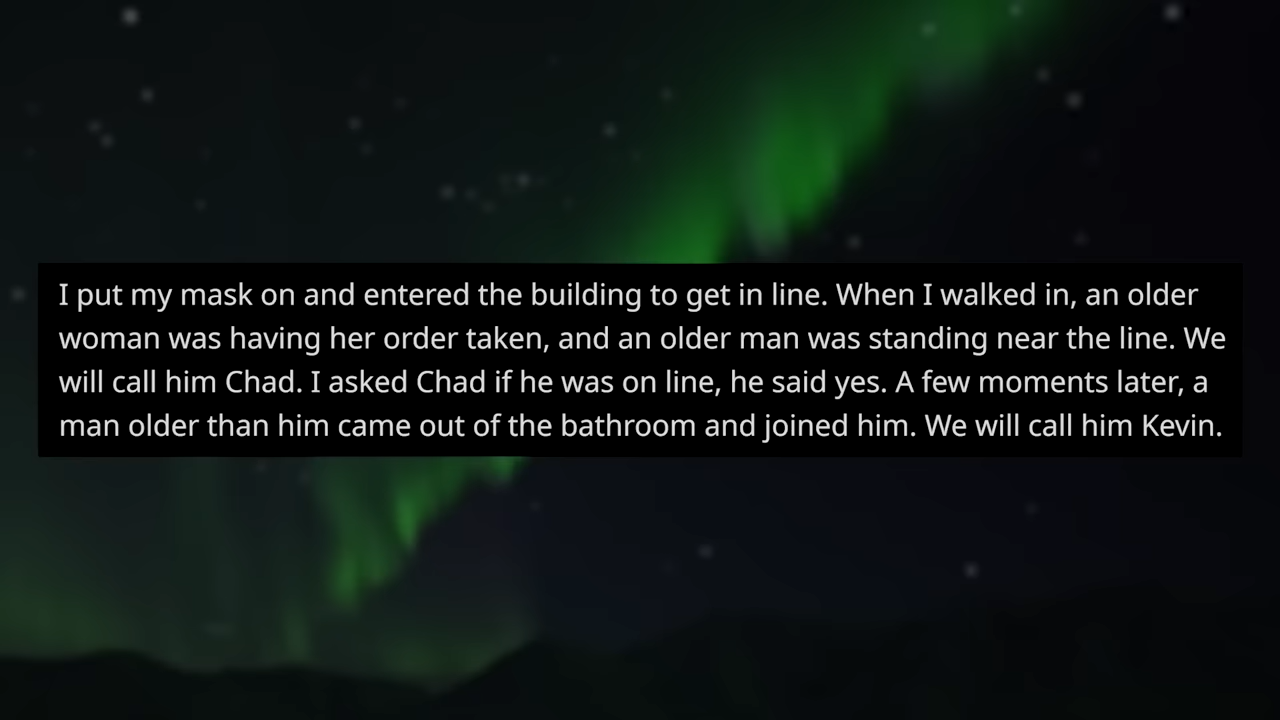 I put my mask on and entered the building to get in line. When I walked in, an older
woman was having her order taken, and an older man was standing near the line. We
will call him Chad. I asked Chad if he was on line, he said yes. A few moments later, a
man older than him came out of the bathroom and joined him. We will call him Kevin.